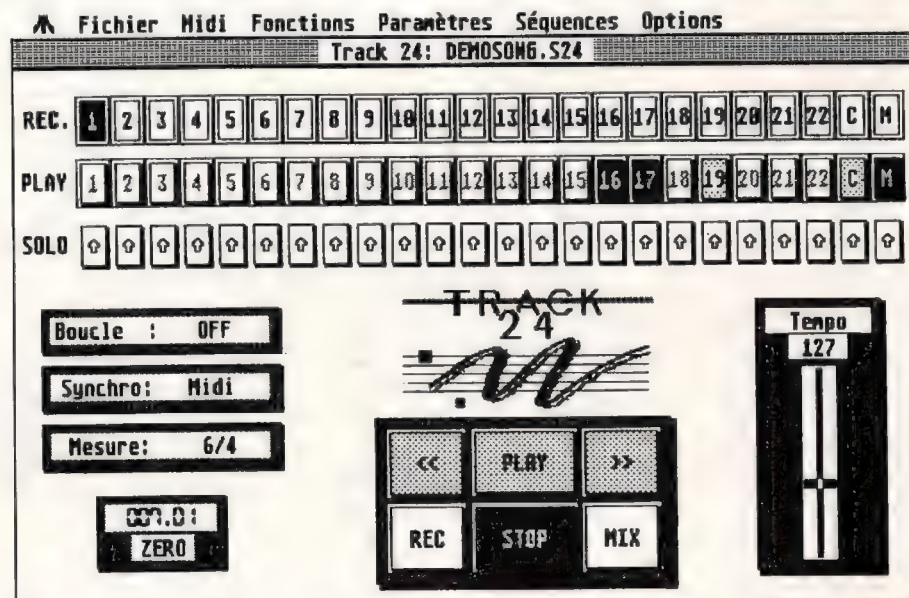 Fichier Midi Fonctions Paramètres Séquences Options
Track 24: DEMOSONG.S24
REC. 1 2 3 4 5 6 7 8 9 10 11 12 13 14 15 16 17 18 19 20 21 22 C M
PLAY 1 2 3 4 5 6 7 8 9 10 11 12 13 14 15 16 17 18 19 20 21 22 C M
SOLO
TRACK
24
Boucle : OFF
Synchro: Midi
Mesure: 6/4
007.01
ZERO
<< PLAY >>
REC STOP MIX
Tempo
127